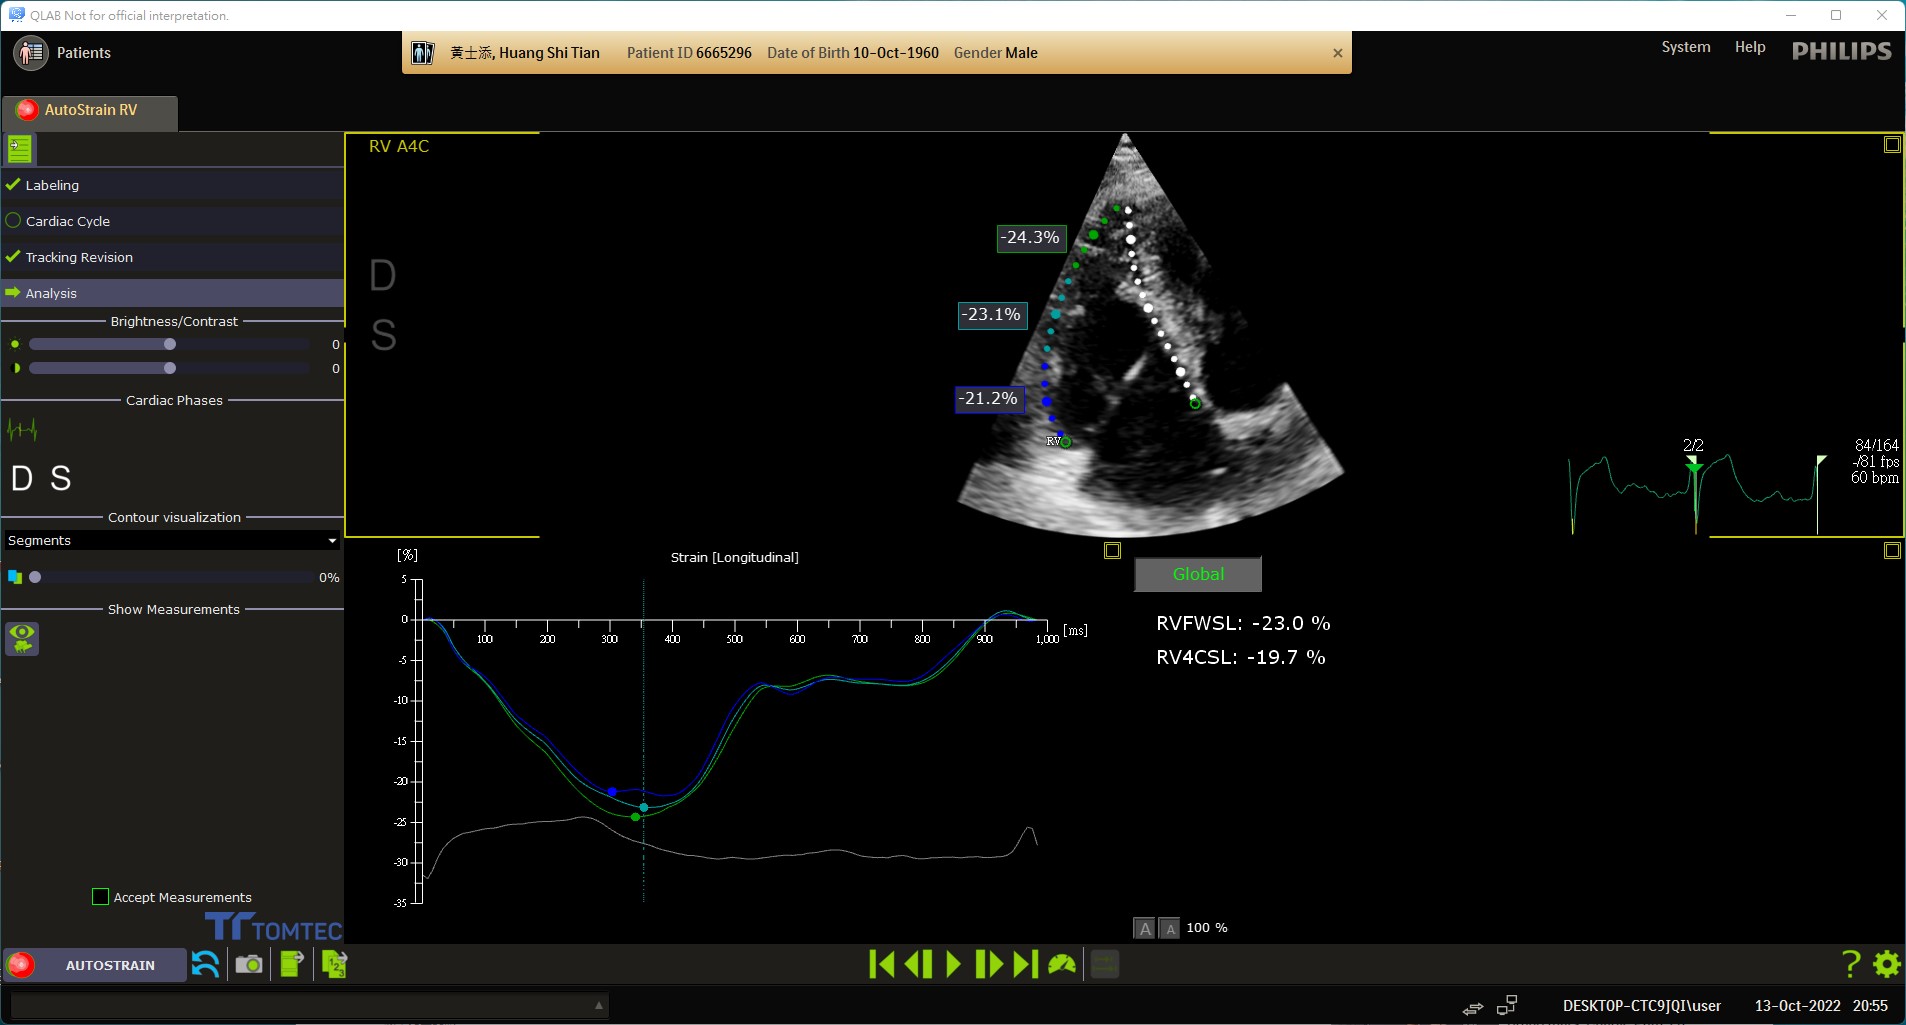 QLAB Not for official interpretation.
Patients
黃士添, Huang Shi Tian Patient ID 6665296 Date of Birth 10-Oct-1960 Gender Male ×
System Help PHILIPS
AutoStrain RV
RV A4C
Labeling
Cardiac Cycle
Tracking Revision
Analysis
Brightness/Contrast
0
0
Cardiac Phases
D S
Contour visualization
Segments
0%
Show Measurements
Accept Measurements
TOMTEC
D
S
-24.3%
-23.1%
-21.2%
RV
2/2
84/164
-/81 fps
60 bpm
[%]
Strain [Longitudinal]
5
0
-5
-10
-15
-20
-25
-30
-35
100 200 300 400 500 600 700 800 900 1,000 [ms]
Global
RVFWSL: -23.0 %
RV4CSL: -19.7 %
A A 100 %
AUTOSTRAIN
1 2 3
?
DESKTOP-CTC9JQI\user 13-Oct-2022 20:55